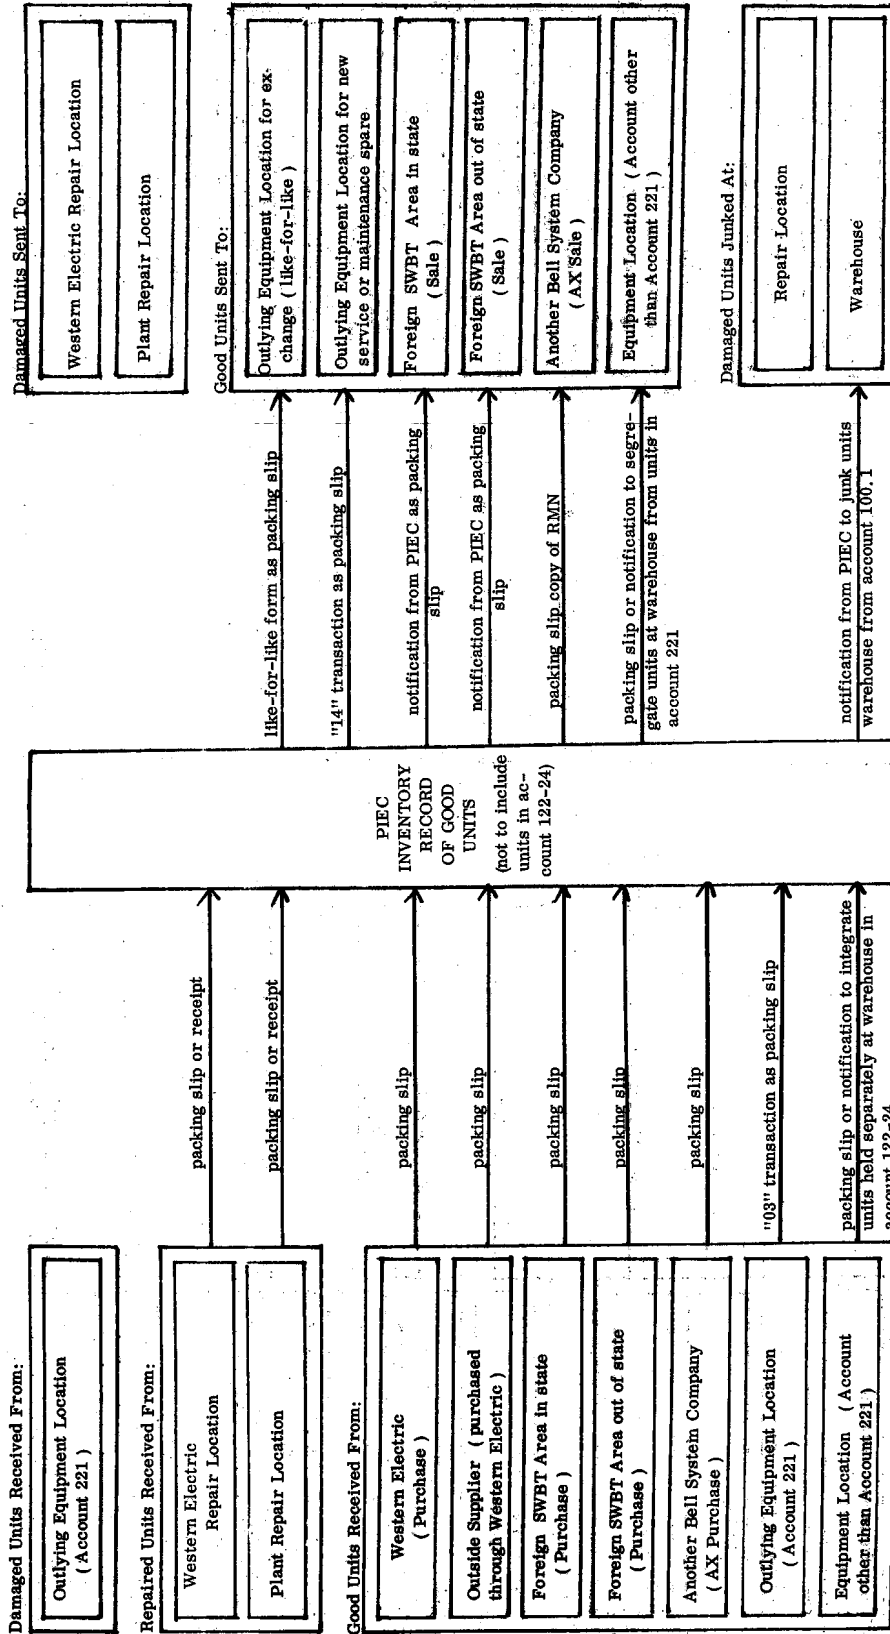 Damaged Units Received From:
Outlying Equipment Location
( Account 221 )
Repaired Units Received From:
Western Electric
Repair Location
Plant Repair Location
Good Units Received From:
Western Electric
( Purchase )
Outside Supplier ( purchased
through Western Electric )
Foreign SWBT Area in state
( Purchase )
Foreign SWBT Area out of state
( Purchase )
Another Bell System Company
( AX Purchase )
Outlying Equipment Location
( Account 221 )
Equipment Location ( Account
other than Account 221 )
packing slip or receipt
packing slip or receipt
packing slip
packing slip
packing slip
packing slip
packing slip
"03" transaction as packing slip
packing slip or notification to integrate
units held separately at warehouse in
account 122-24
PIEC
INVENTORY
RECORD
OF GOOD
UNITS
(not to include
units in ac-
count 122-24)
like-for-like form as packing slip
"14" transaction as packing slip
notification from PIEC as packing
slip
notification from PIEC as packing
slip
packing slip copy of RMN
packing slip or notification to segre-
gate units at warehouse from units in
account 221
notification from PIEC to junk units
warehouse from account 100.1
Damaged Units Sent To:
Western Electric Repair Location
Plant Repair Location
Good Units Sent To:
Outlying Equipment Location for ex-
change ( like-for-like )
Outlying Equipment Location for new
service or maintenance spare
Foreign SWBT Area in state
( Sale )
Foreign SWBT Area out of state
( Sale )
Another Bell System Company
( AX Sale )
Equipment Location ( Account other
than Account 221 )
Damaged Units Junked At:
Repair Location
Warehouse